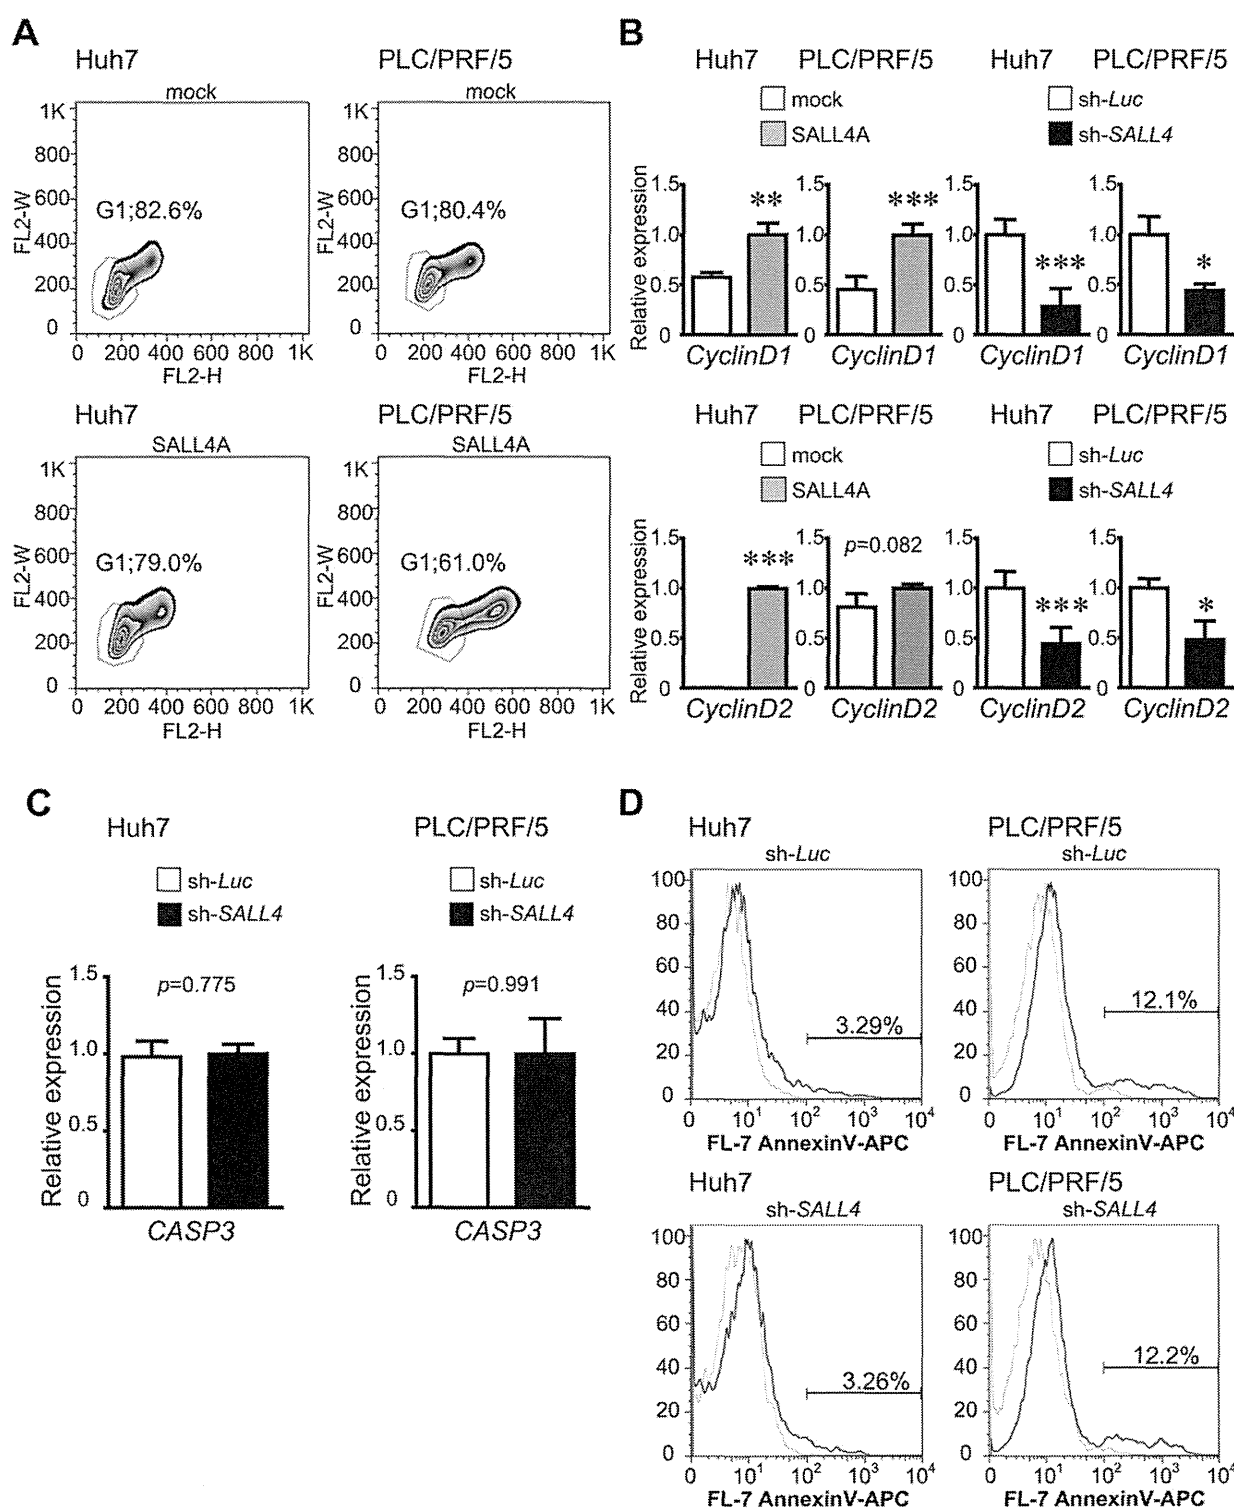 A
Huh7
mock
1K
800
600
400
200
0
FL2-W
G1;82.6%
0 200 400 600 800 1K
FL2-H
PLC/PRF/5
mock
1K
800
600
400
200
0
FL2-W
G1;80.4%
0 200 400 600 800 1K
FL2-H
Huh7
SALL4A
1K
800
600
400
200
0
FL2-W
G1;79.0%
0 200 400 600 800 1K
FL2-H
PLC/PRF/5
SALL4A
1K
800
600
400
200
0
FL2-W
G1;61.0%
0 200 400 600 800 1K
FL2-H
B
Huh7 PLC/PRF/5 Huh7 PLC/PRF/5
mock
SALL4A
sh-Luc
sh-SALL4
Relative expression
1.5
1.0
0.5
0
**
CyclinD1
1.5
1.0
0.5
0
***
CyclinD1
1.5
1.0
0.5
0
***
CyclinD1
1.5
1.0
0.5
0
*
CyclinD1
Huh7 PLC/PRF/5 Huh7 PLC/PRF/5
mock
SALL4A
sh-Luc
sh-SALL4
Relative expression
1.5
1.0
0.5
0
***
CyclinD2
1.5
1.0
0.5
0
p=0.082
CyclinD2
1.5
1.0
0.5
0
***
CyclinD2
1.5
1.0
0.5
0
*
CyclinD2
C
Huh7
sh-Luc
sh-SALL4
Relative expression
1.5
1.0
0.5
0
p=0.775
CASP3
PLC/PRF/5
sh-Luc
sh-SALL4
Relative expression
1.5
1.0
0.5
0
p=0.991
CASP3
D
Huh7
sh-Luc
100
80
60
40
20
0
3.29%
0 10¹ 10² 10³ 10⁴
FL-7 AnnexinV-APC
PLC/PRF/5
sh-Luc
100
80
60
40
20
0
12.1%
0 10¹ 10² 10³ 10⁴
FL-7 AnnexinV-APC
Huh7
sh-SALL4
100
80
60
40
20
0
3.26%
0 10¹ 10² 10³ 10⁴
FL-7 AnnexinV-APC
PLC/PRF/5
sh-SALL4
100
80
60
40
20
0
12.2%
0 10¹ 10² 10³ 10⁴
FL-7 AnnexinV-APC